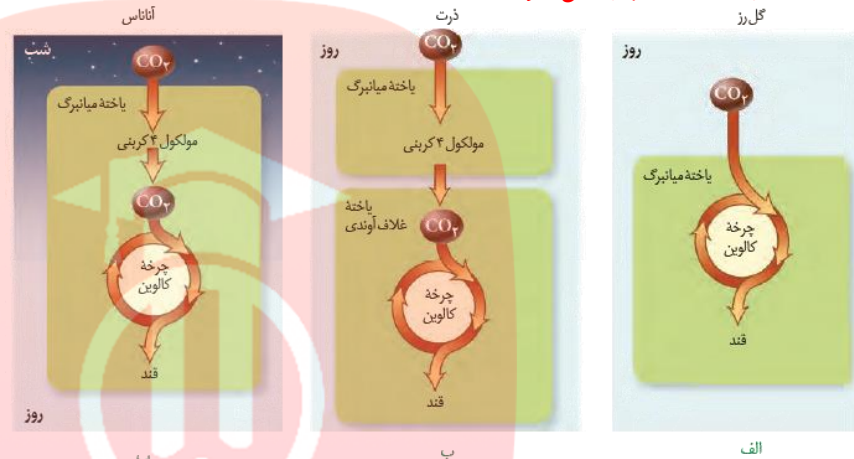 گل رز
روز
CO۲
یاختهٔ میانبرگ
چرخهٔ
کالوین
قند
الف
ذرت
روز
CO۲
یاختهٔ میانبرگ
مولکول ۴ کربنی
یاختهٔ
غلاف آوندی
CO۲
چرخهٔ
کالوین
قند
ب
آناناس
شب
CO۲
یاختهٔ میانبرگ
مولکول ۴ کربنی
CO۲
چرخهٔ
کالوین
قند
روز